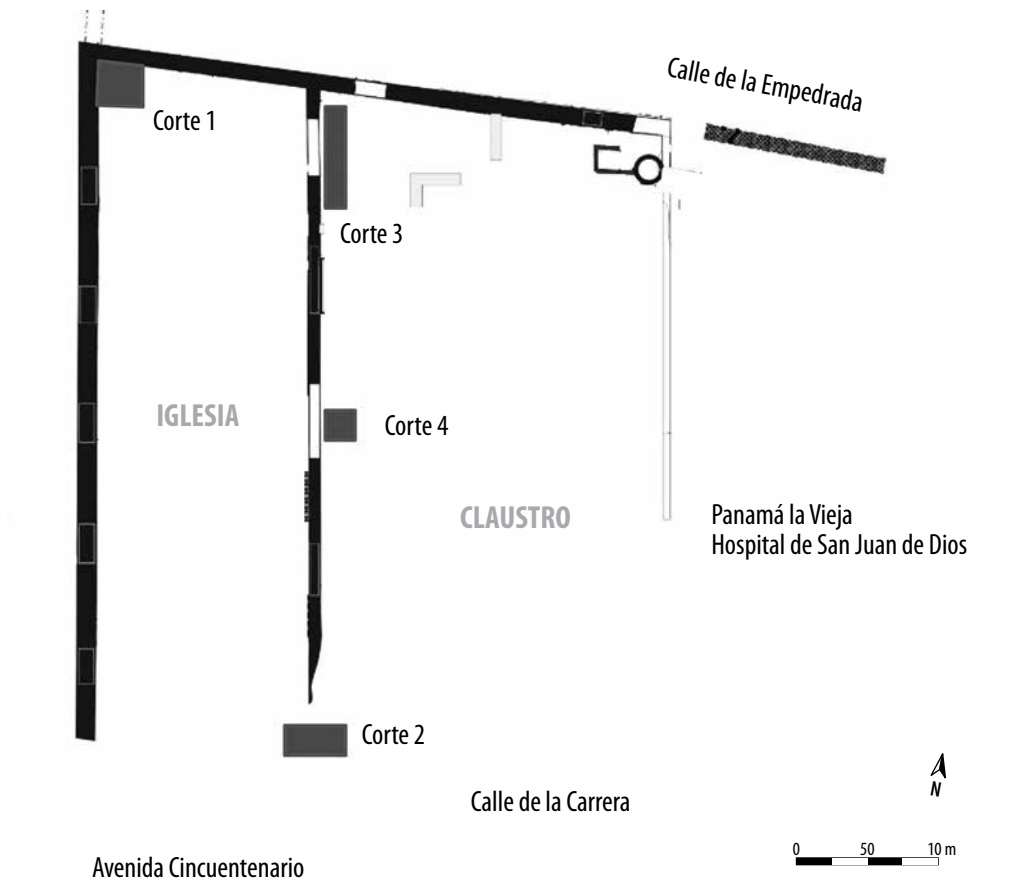 Calle de la Empedrada
Corte 1
Corte 3
IGLESIA
Corte 4
CLAUSTRO
Panamá la Vieja
Hospital de San Juan de Dios
Corte 2
N
Calle de la Carrera
0 50 10 m
Avenida Cincuentenario